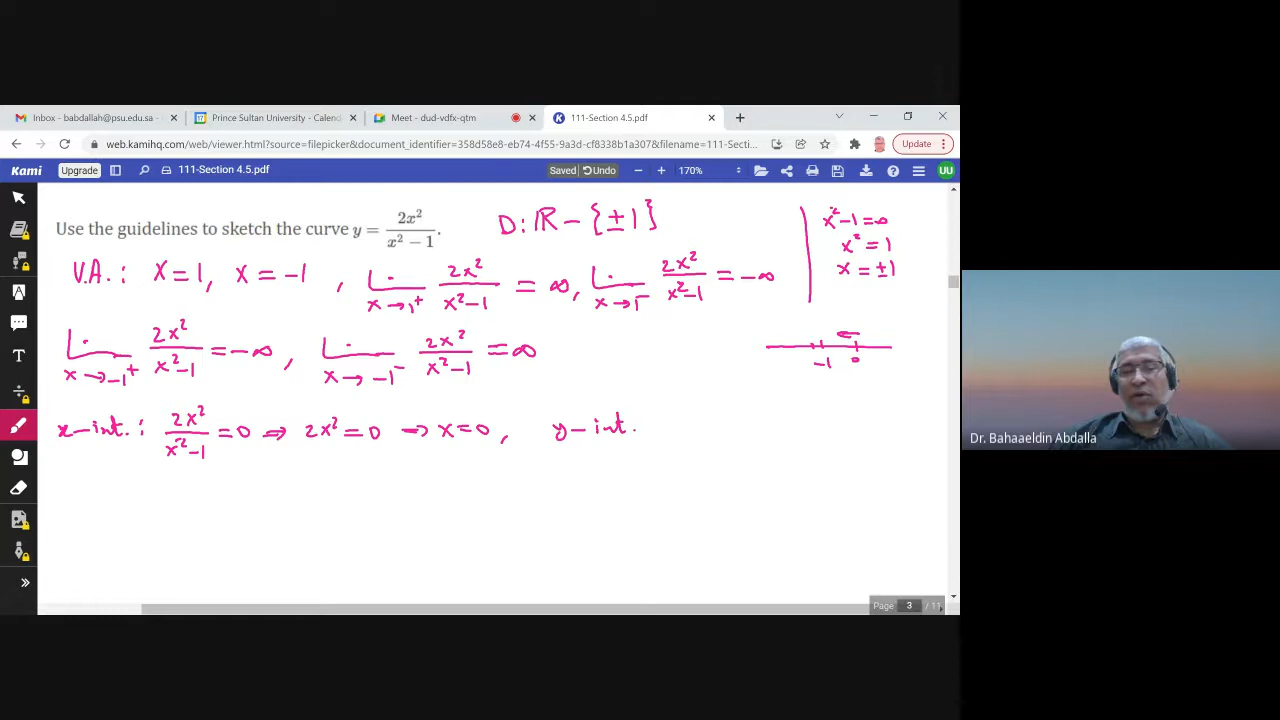 Inbox - babdallah@psu.edu.sa -
Prince Sultan University - Calend
Meet - dud-vdfx-qtm
111-Section 4.5.pdf
web.kamihq.com/web/viewer.html?source=filepicker&document_identifier=358d58e8-eb74-4f55-9a3d-cf8338b1a307&filename=111-Secti...
Update
Kami
Upgrade
111-Section 4.5.pdf
Saved
Undo
170%
UU
Use the guidelines to sketch the curve y = 2x²/(x² − 1).
D: ℝ − {±1}
x²−1=0
x²=1
x=±1
V.A.: x=1, x=−1, lim x→1⁺ 2x²/(x²−1) = ∞, lim x→1⁻ 2x²/(x²−1) = −∞
lim x→−1⁺ 2x²/(x²−1) = −∞, lim x→−1⁻ 2x²/(x²−1) = ∞
−1 0
x−int.: 2x²/(x²−1) = 0 ⇒ 2x²=0 ⇒ x=0, y−int.
Page 3 / 11
Dr. Bahaaeldin Abdalla